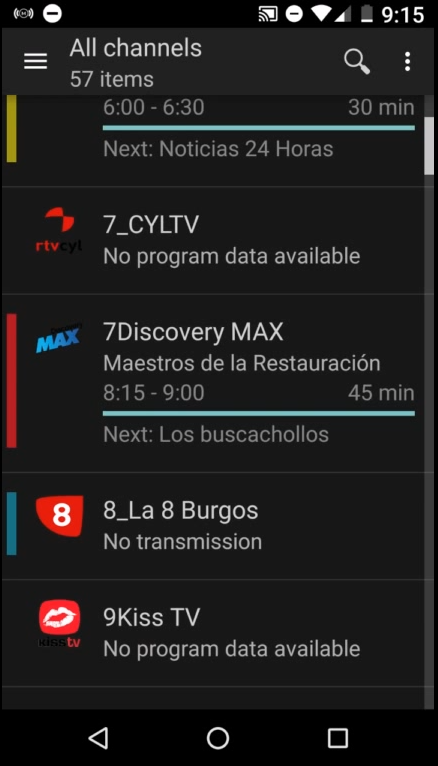 9:15
All channels
57 items
6:00 - 6:30 30 min
Next: Noticias 24 Horas
rtvcyl
7_CYLTV
No program data available
MAX
7Discovery MAX
Maestros de la Restauración
8:15 - 9:00 45 min
Next: Los buscachollos
8
8_La 8 Burgos
No transmission
kisstv
9Kiss TV
No program data available